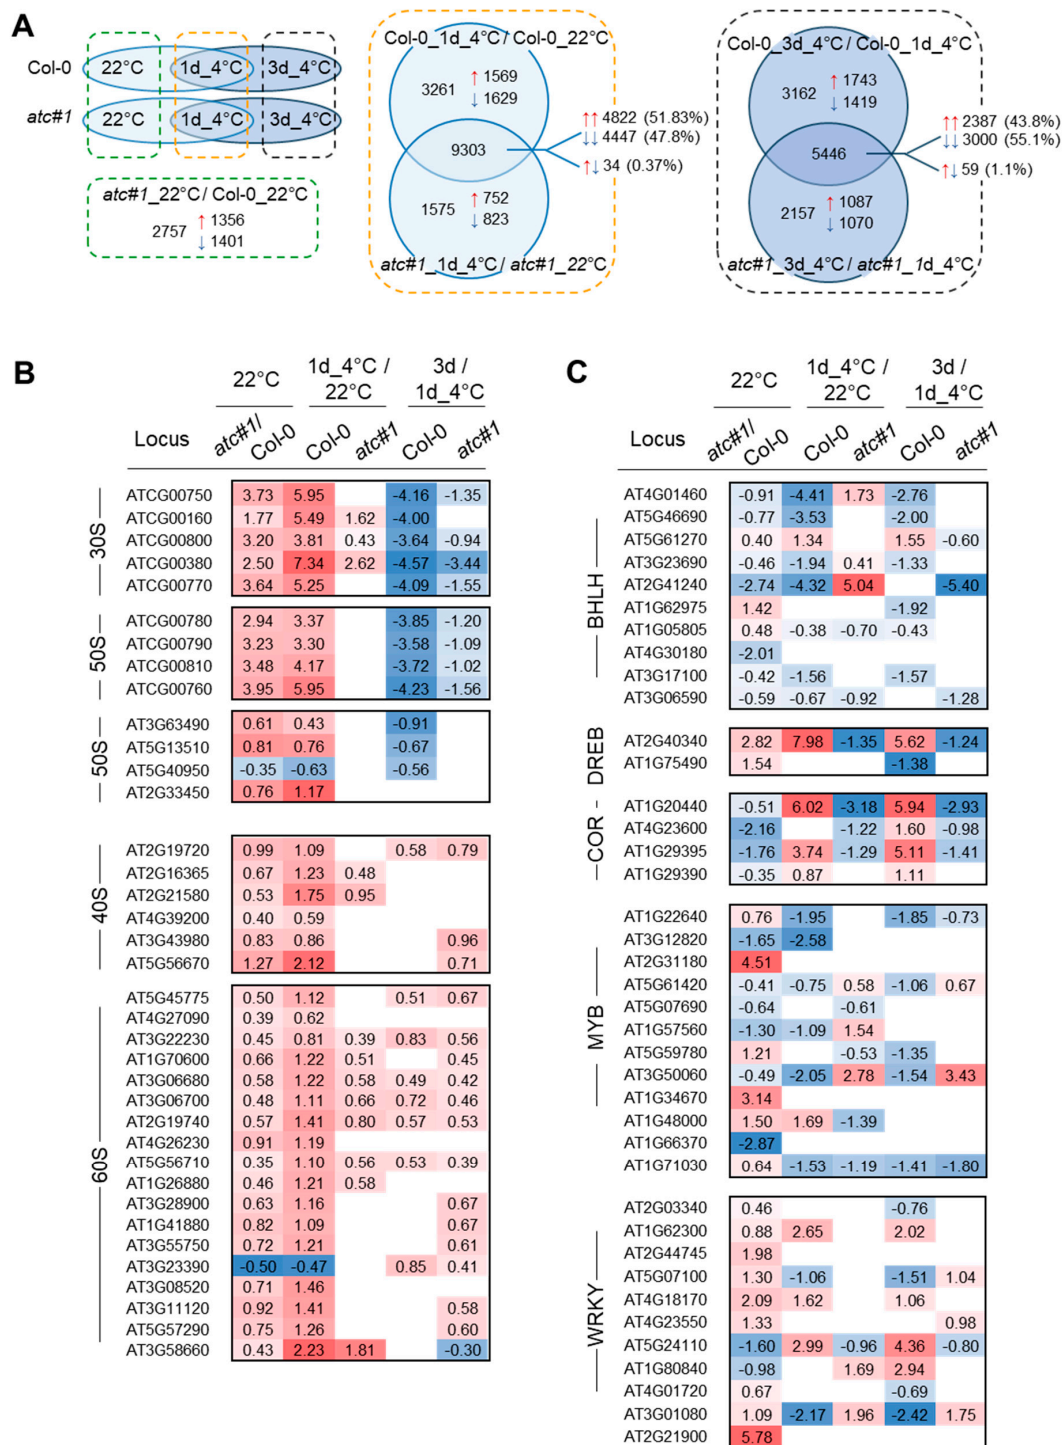 A
Col-0 22°C 1d_4°C 3d_4°C
atc#1 22°C 1d_4°C 3d_4°C
atc#1_22°C / Col-0_22°C
2757 ↑ 1356
↓ 1401
Col-0_1d_4°C / Col-0_22°C
3261 ↑ 1569
↓ 1629
9303
↑↑ 4822 (51.83%)
↓↓ 4447 (47.8%)
↑↓ 34 (0.37%)
1575 ↑ 752
↓ 823
atc#1_1d_4°C / atc#1_22°C
Col-0_3d_4°C / Col-0_1d_4°C
3162 ↑ 1743
↓ 1419
5446
↑↑ 2387 (43.8%)
↓↓ 3000 (55.1%)
↑↓ 59 (1.1%)
2157 ↑ 1087
↓ 1070
atc#1_3d_4°C / atc#1_1d_4°C
B
22°C 1d_4°C / 22°C 3d / 1d_4°C
Locus atc#1/ Col-0 Col-0 atc#1 Col-0 atc#1
30S
ATCG00750 3.73 5.95 -4.16 -1.35
ATCG00160 1.77 5.49 1.62 -4.00
ATCG00800 3.20 3.81 0.43 -3.64 -0.94
ATCG00380 2.50 7.34 2.62 -4.57 -3.44
ATCG00770 3.64 5.25 -4.09 -1.55
50S
ATCG00780 2.94 3.37 -3.85 -1.20
ATCG00790 3.23 3.30 -3.58 -1.09
ATCG00810 3.48 4.17 -3.72 -1.02
ATCG00760 3.95 5.95 -4.23 -1.56
50S
AT3G63490 0.61 0.43 -0.91
AT5G13510 0.81 0.76 -0.67
AT5G40950 -0.35 -0.63 -0.56
AT2G33450 0.76 1.17
40S
AT2G19720 0.99 1.09 0.58 0.79
AT2G16365 0.67 1.23 0.48
AT2G21580 0.53 1.75 0.95
AT4G39200 0.40 0.59
AT3G43980 0.83 0.86 0.96
AT5G56670 1.27 2.12 0.71
60S
AT5G45775 0.50 1.12 0.51 0.67
AT4G27090 0.39 0.62
AT3G22230 0.45 0.81 0.39 0.83 0.56
AT1G70600 0.66 1.22 0.51 0.45
AT3G06680 0.58 1.22 0.58 0.49 0.42
AT3G06700 0.48 1.11 0.66 0.72 0.46
AT2G19740 0.57 1.41 0.80 0.57 0.53
AT4G26230 0.91 1.19
AT5G56710 0.35 1.10 0.56 0.53 0.39
AT1G26880 0.46 1.21 0.58
AT3G28900 0.63 1.16 0.67
AT1G41880 0.82 1.09 0.67
AT3G55750 0.72 1.21 0.61
AT3G23390 -0.50 -0.47 0.85 0.41
AT3G08520 0.71 1.46
AT3G11120 0.92 1.41 0.58
AT5G57290 0.75 1.26 0.60
AT3G58660 0.43 2.23 1.81 -0.30
C
22°C 1d_4°C / 22°C 3d / 1d_4°C
Locus atc#1/ Col-0 Col-0 atc#1 Col-0 atc#1
BHLH
AT4G01460 -0.91 -4.41 1.73 -2.76
AT5G46690 -0.77 -3.53 -2.00
AT5G61270 0.40 1.34 1.55 -0.60
AT3G23690 -0.46 -1.94 0.41 -1.33
AT2G41240 -2.74 -4.32 5.04 -5.40
AT1G62975 1.42 -1.92
AT1G05805 0.48 -0.38 -0.70 -0.43
AT4G30180 -2.01
AT3G17100 -0.42 -1.56 -1.57
AT3G06590 -0.59 -0.67 -0.92 -1.28
DREB
AT2G40340 2.82 7.98 -1.35 5.62 -1.24
AT1G75490 1.54 -1.38
COR
AT1G20440 -0.51 6.02 -3.18 5.94 -2.93
AT4G23600 -2.16 -1.22 1.60 -0.98
AT1G29395 -1.76 3.74 -1.29 5.11 -1.41
AT1G29390 -0.35 0.87 1.11
MYB
AT1G22640 0.76 -1.95 -1.85 -0.73
AT3G12820 -1.65 -2.58
AT2G31180 4.51
AT5G61420 -0.41 -0.75 0.58 -1.06 0.67
AT5G07690 -0.64 -0.61
AT1G57560 -1.30 -1.09 1.54
AT5G59780 1.21 -0.53 -1.35
AT3G50060 -0.49 -2.05 2.78 -1.54 3.43
AT1G34670 3.14
AT1G48000 1.50 1.69 -1.39
AT1G66370 -2.87
AT1G71030 0.64 -1.53 -1.19 -1.41 -1.80
WRKY
AT2G03340 0.46 -0.76
AT1G62300 0.88 2.65 2.02
AT2G44745 1.98
AT5G07100 1.30 -1.06 -1.51 1.04
AT4G18170 2.09 1.62 1.06
AT4G23550 1.33 0.98
AT5G24110 -1.60 2.99 -0.96 4.36 -0.80
AT1G80840 -0.98 1.69 2.94
AT4G01720 0.67 -0.69
AT3G01080 1.09 -2.17 1.96 -2.42 1.75
AT2G21900 5.78